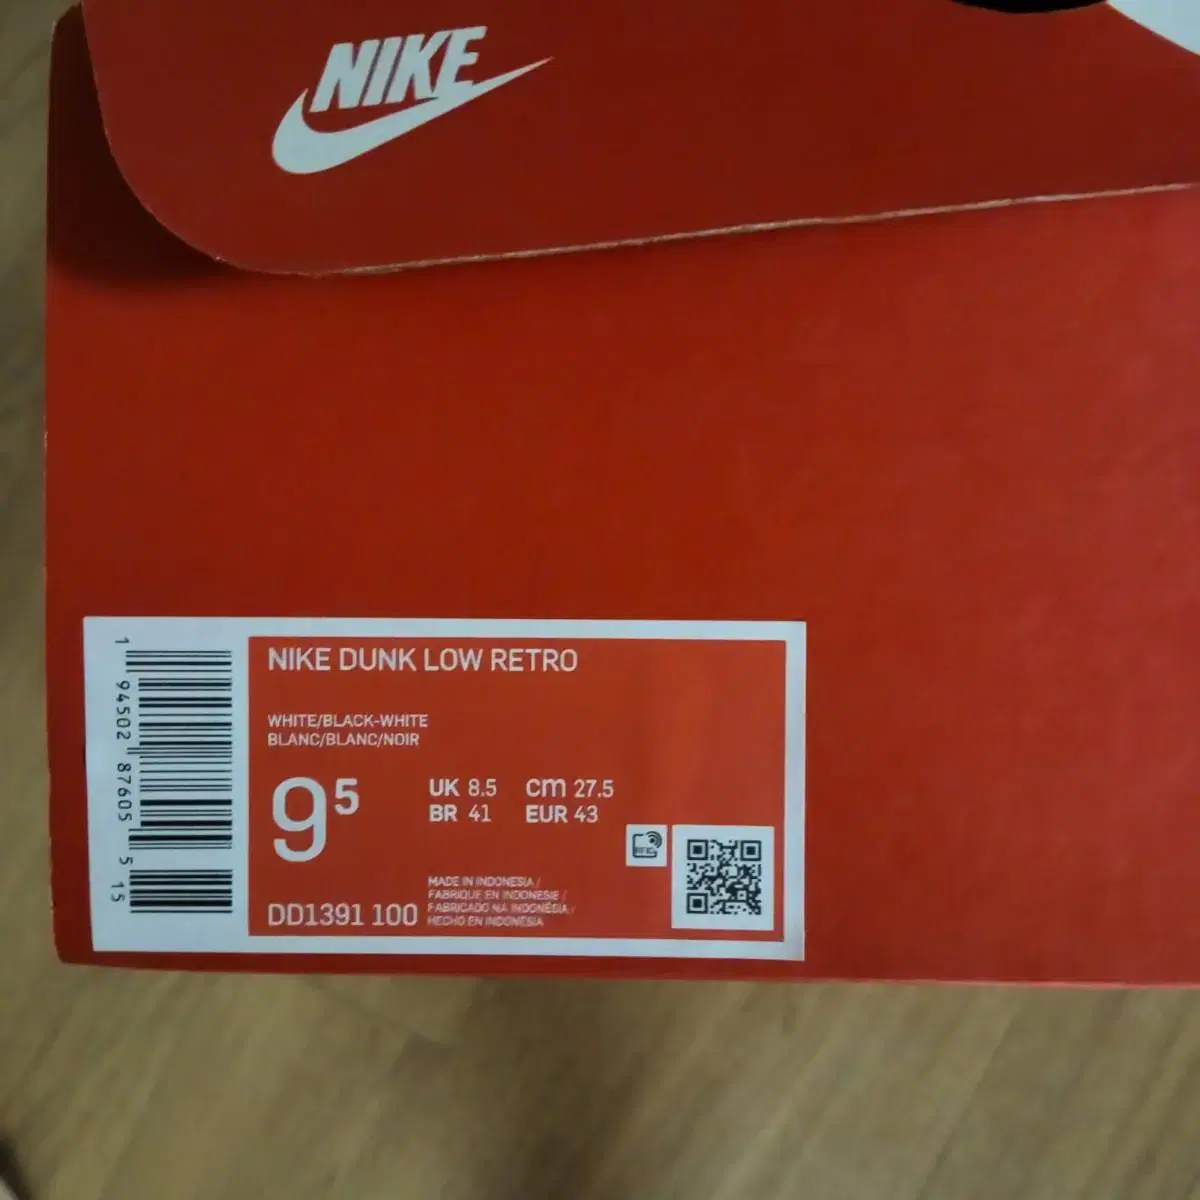 NIKE
NIKE DUNK LOW RETRO
WHITE/BLACK-WHITE
BLANC/BLANC/NOIR
9⁵
UK 8.5 cm 27.5
BR 41 EUR 43
RFID
MADE IN INDONESIA /
FABRIQUE EN INDONESIE /
FABRICADO NA INDONÉSIA /
HECHO EN INDONESIA
DD1391 100
1 94502 87605 5 15